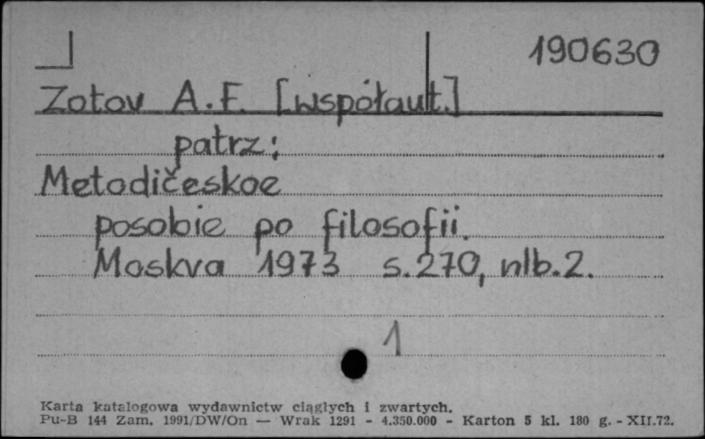 190630
Zotov A.F. [współaut.]
patrz:
Metodičeskoe
posobie po filosofii.
Moskva 1973 s.270, nlb.2.
1
Karta katalogowa wydawnictw ciągłych i zwartych.
Pu-B 144 Zam. 1991/DW/On — Wrak 1291 - 4.350.000 - Karton 5 kl. 180 g. - XII.72.